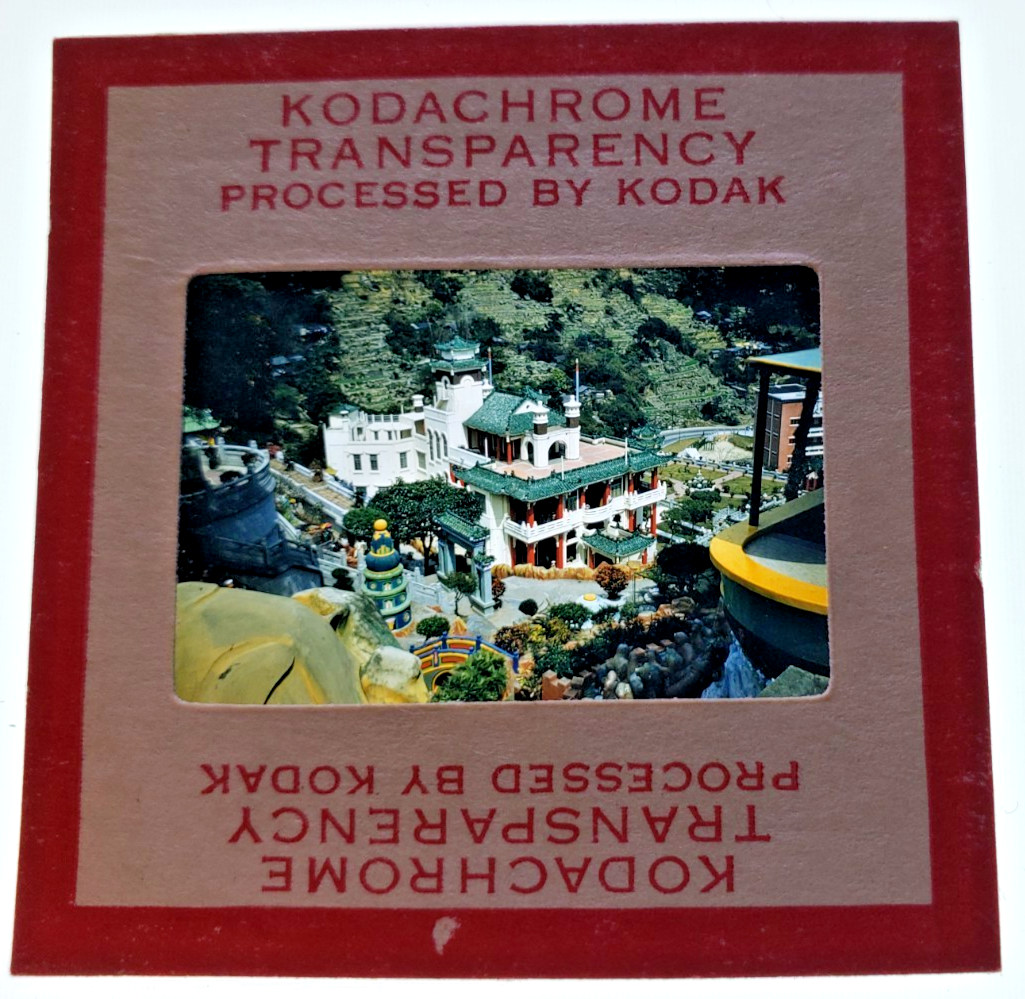 KODACHROME
TRANSPARENCY
PROCESSED BY KODAK
KODACHROME
TRANSPARENCY
PROCESSED BY KODAK